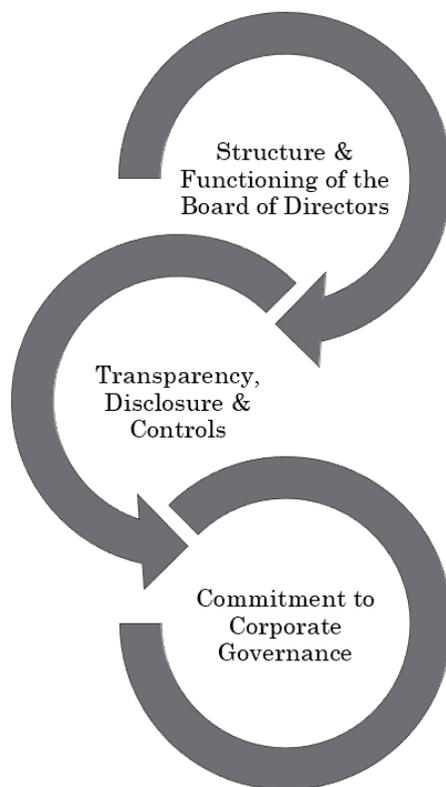 Structure &
Functioning of the
Board of Directors
Transparency,
Disclosure &
Controls
Commitment to
Corporate
Governance